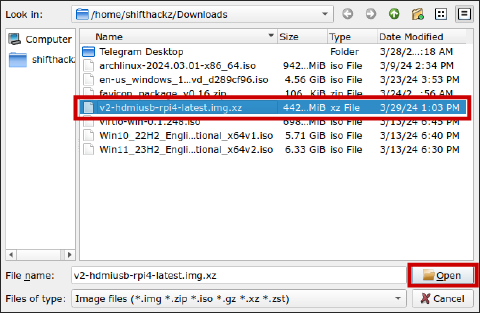 Look in: /home/shifthackz/Downloads
Computer
shifthackz
Name Size Type Date Modified
Telegram Desktop Folder 3/28/2...:18 AM
archlinux-2024.03.01-x86_64.iso 942...MiB iso File 3/9/24 2:34 PM
en-us_windows_1...vd_d289cf96.iso 4.56 GiB iso File 3/23/24 3:53 PM
favicon_package_v0.16.zip 106...KiB zip File 3/24/2...:56 AM
v2-hdmiusb-rpi4-latest.img.xz 442...MiB xz File 3/29/24 1:03 PM
virtio-win-0.1.248.iso 698...MiB iso File 3/13/24 6:45 PM
Win10_22H2_Engli...tional_x64v1.iso 5.71 GiB iso File 3/13/24 6:40 PM
Win11_23H2_Engli...tional_x64v2.iso 6.33 GiB iso File 3/13/24 6:30 PM
File name: v2-hdmiusb-rpi4-latest.img.xz Open
Files of type: Image files (*.img *.zip *.iso *.gz *.xz *.zst) Cancel